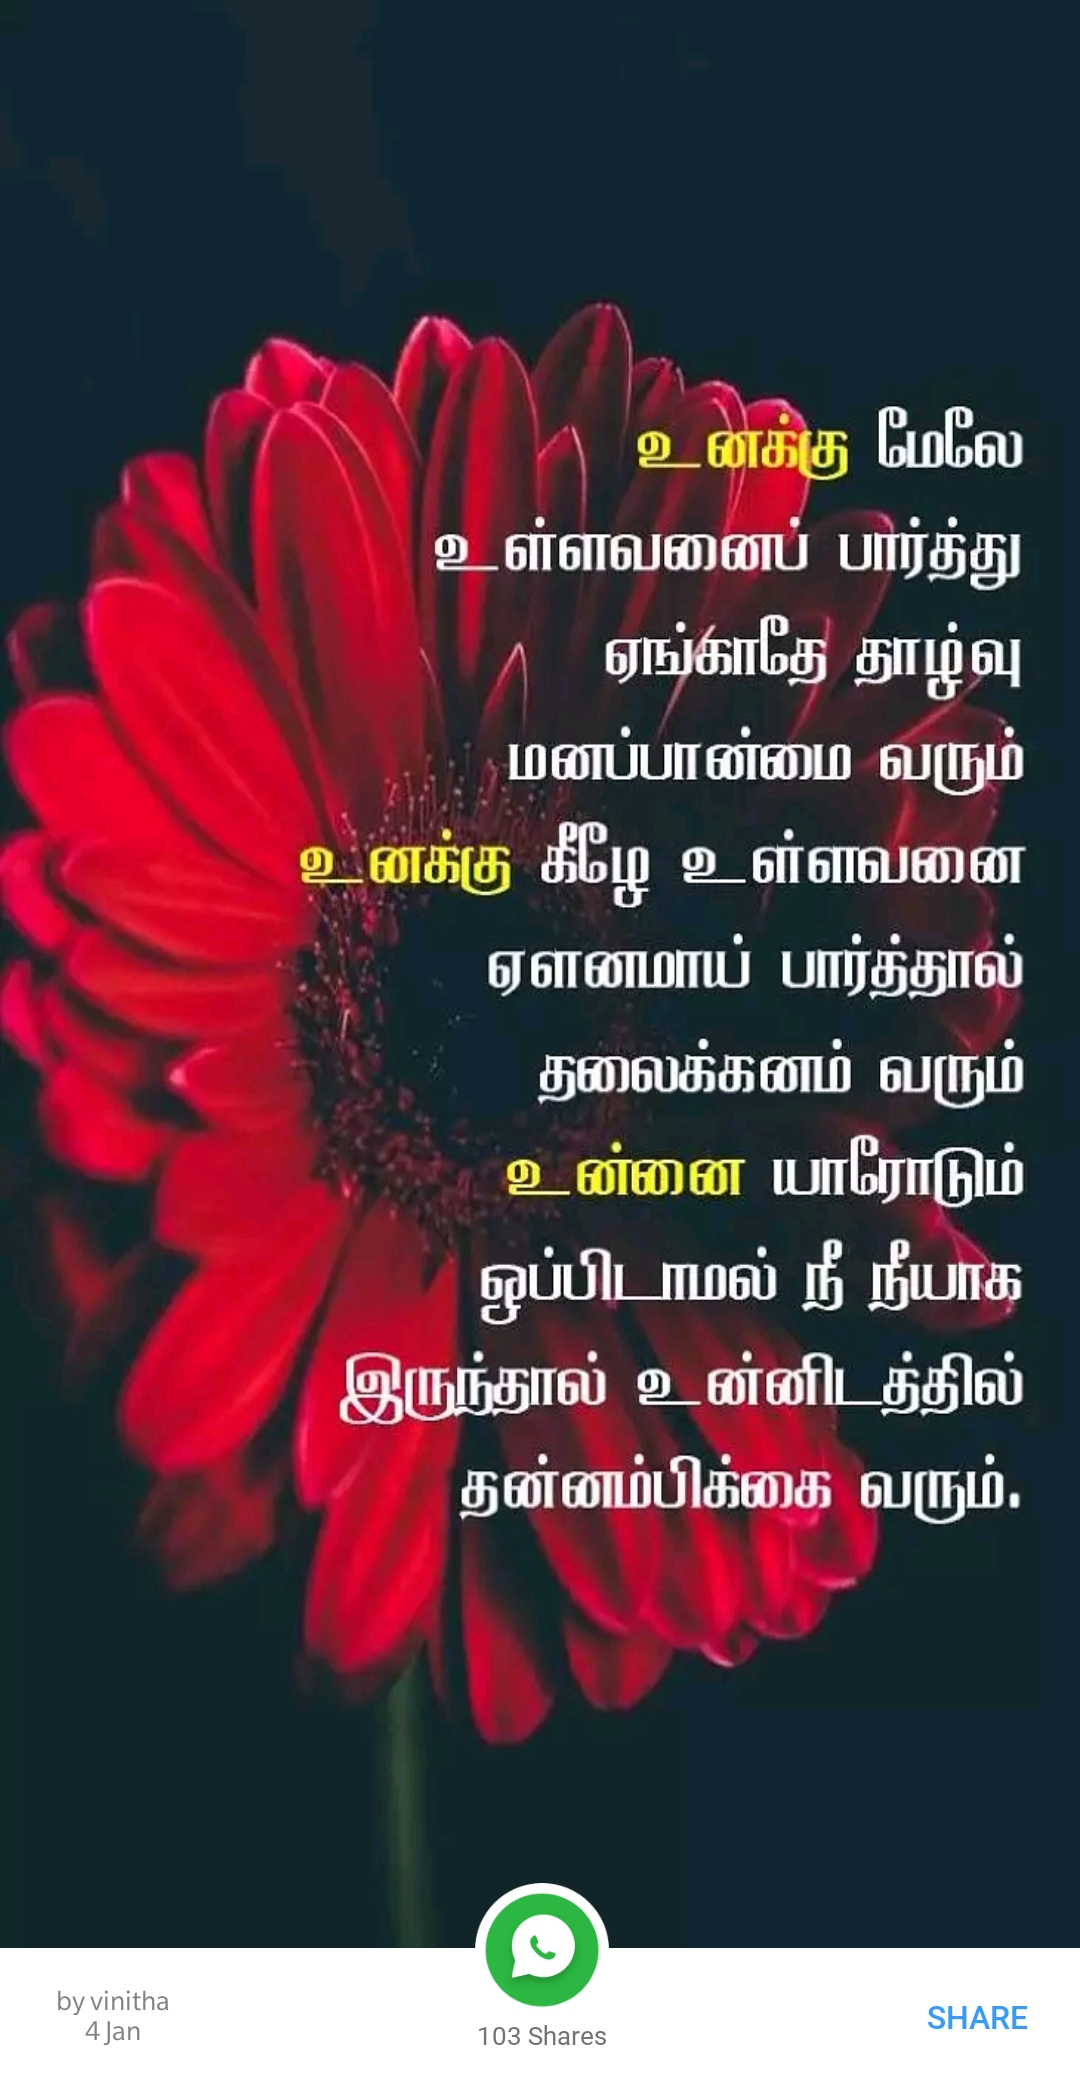 உனக்கு மேலே
உள்ளவனைப் பார்த்து
ஏங்காதே தாழ்வு
மனப்பான்மை வரும்
உனக்கு கீழே உள்ளவனை
ஏளனமாய் பார்த்தால்
தலைக்கனம் வரும்
உன்னை யாரோடும்
ஒப்பிடாமல் நீ நீயாக
இருந்தால் உன்னிடத்தில்
தன்னம்பிக்கை வரும்.
by vinitha
4 Jan
103 Shares
SHARE